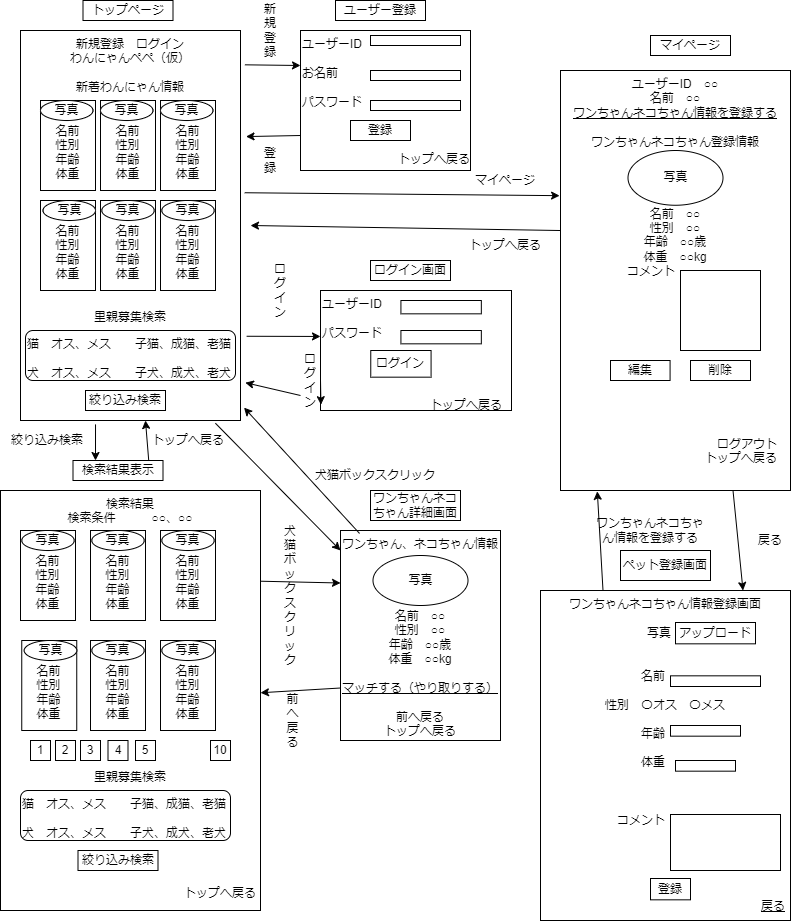 トップページ
新規登録　ログイン
わんにゃんぺぺ（仮）
新着わんにゃん情報
写真
名前
性別
年齢
体重
写真
名前
性別
年齢
体重
写真
名前
性別
年齢
体重
写真
名前
性別
年齢
体重
写真
名前
性別
年齢
体重
写真
名前
性別
年齢
体重
里親募集検索
猫　オス、メス　　子猫、成猫、老猫
犬　オス、メス　　子犬、成犬、老犬
絞り込み検索
新規登録
登録
ユーザー登録
ユーザーID
お名前
パスワード
登録
トップへ戻る
マイページ
トップへ戻る
マイページ
ユーザーID　○○
名前　○○
ワンちゃんネコちゃん情報を登録する
ワンちゃんネコちゃん登録情報
写真
名前　○○
性別　○○
年齢　○○歳
体重　○○kg
コメント
編集
削除
ログアウト
トップへ戻る
ログイン
ログイン
ログイン画面
ユーザーID
パスワード
ログイン
トップへ戻る
絞り込み検索
トップへ戻る
検索結果表示
検索結果
検索条件　　　○○、○○
写真
名前
性別
年齢
体重
写真
名前
性別
年齢
体重
写真
名前
性別
年齢
体重
写真
名前
性別
年齢
体重
写真
名前
性別
年齢
体重
写真
名前
性別
年齢
体重
1
2
3
4
5
10
里親募集検索
猫　オス、メス　　子猫、成猫、老猫
犬　オス、メス　　子犬、成犬、老犬
絞り込み検索
トップへ戻る
犬猫ボックスクリック
犬猫ボックスクリック
前へ戻る
ワンちゃんネコ
ちゃん詳細画面
ワンちゃん、ネコちゃん情報
写真
名前　○○
性別　○○
年齢　○○歳
体重　○○kg
マッチする（やり取りする）
前へ戻る
トップへ戻る
ワンちゃんネコちゃ
ん情報を登録する
戻る
ペット登録画面
ワンちゃんネコちゃん情報登録画面
写真
アップロード
名前
性別　〇オス　〇メス
年齢
体重
コメント
登録
戻る